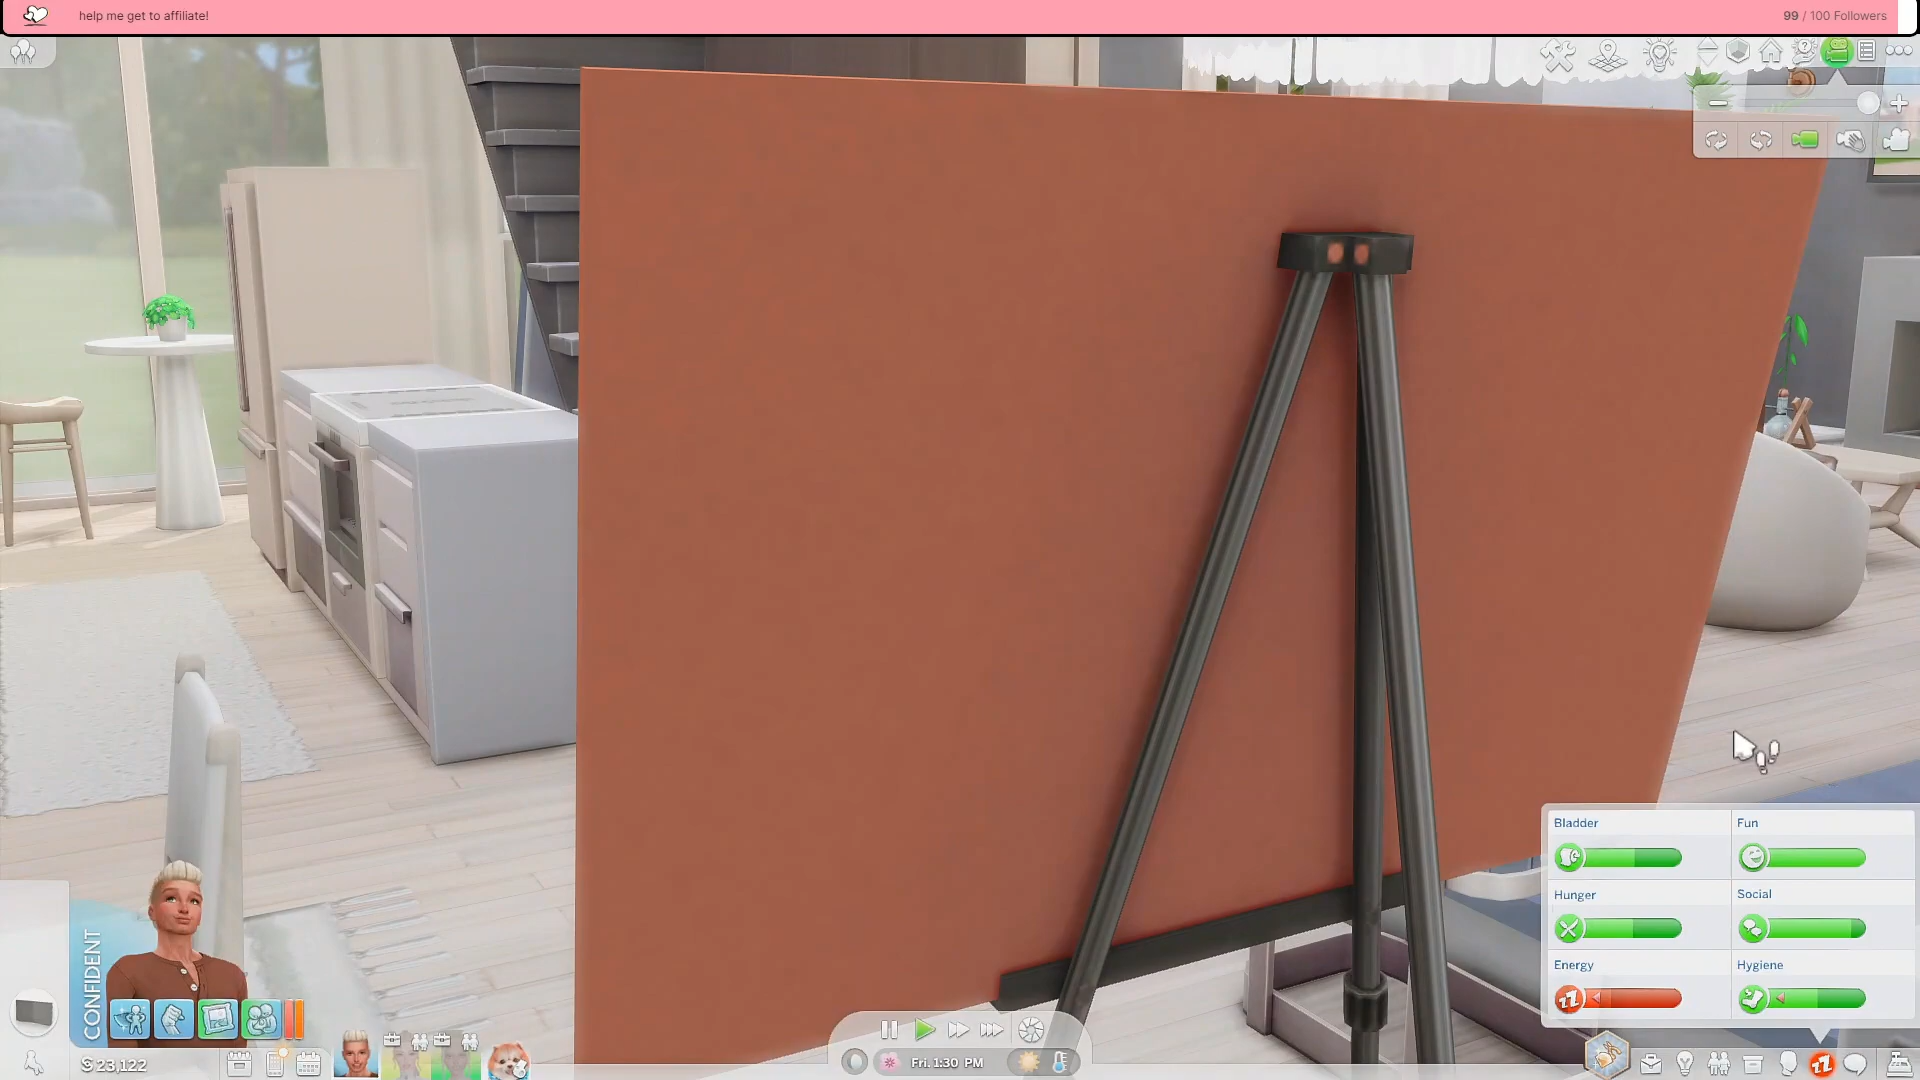 help me get to affiliate!
99 / 100 Followers
Bladder
Fun
Hunger
Social
Energy
Hygiene
CONFIDENT
§23,122
Fri. 1:30 PM